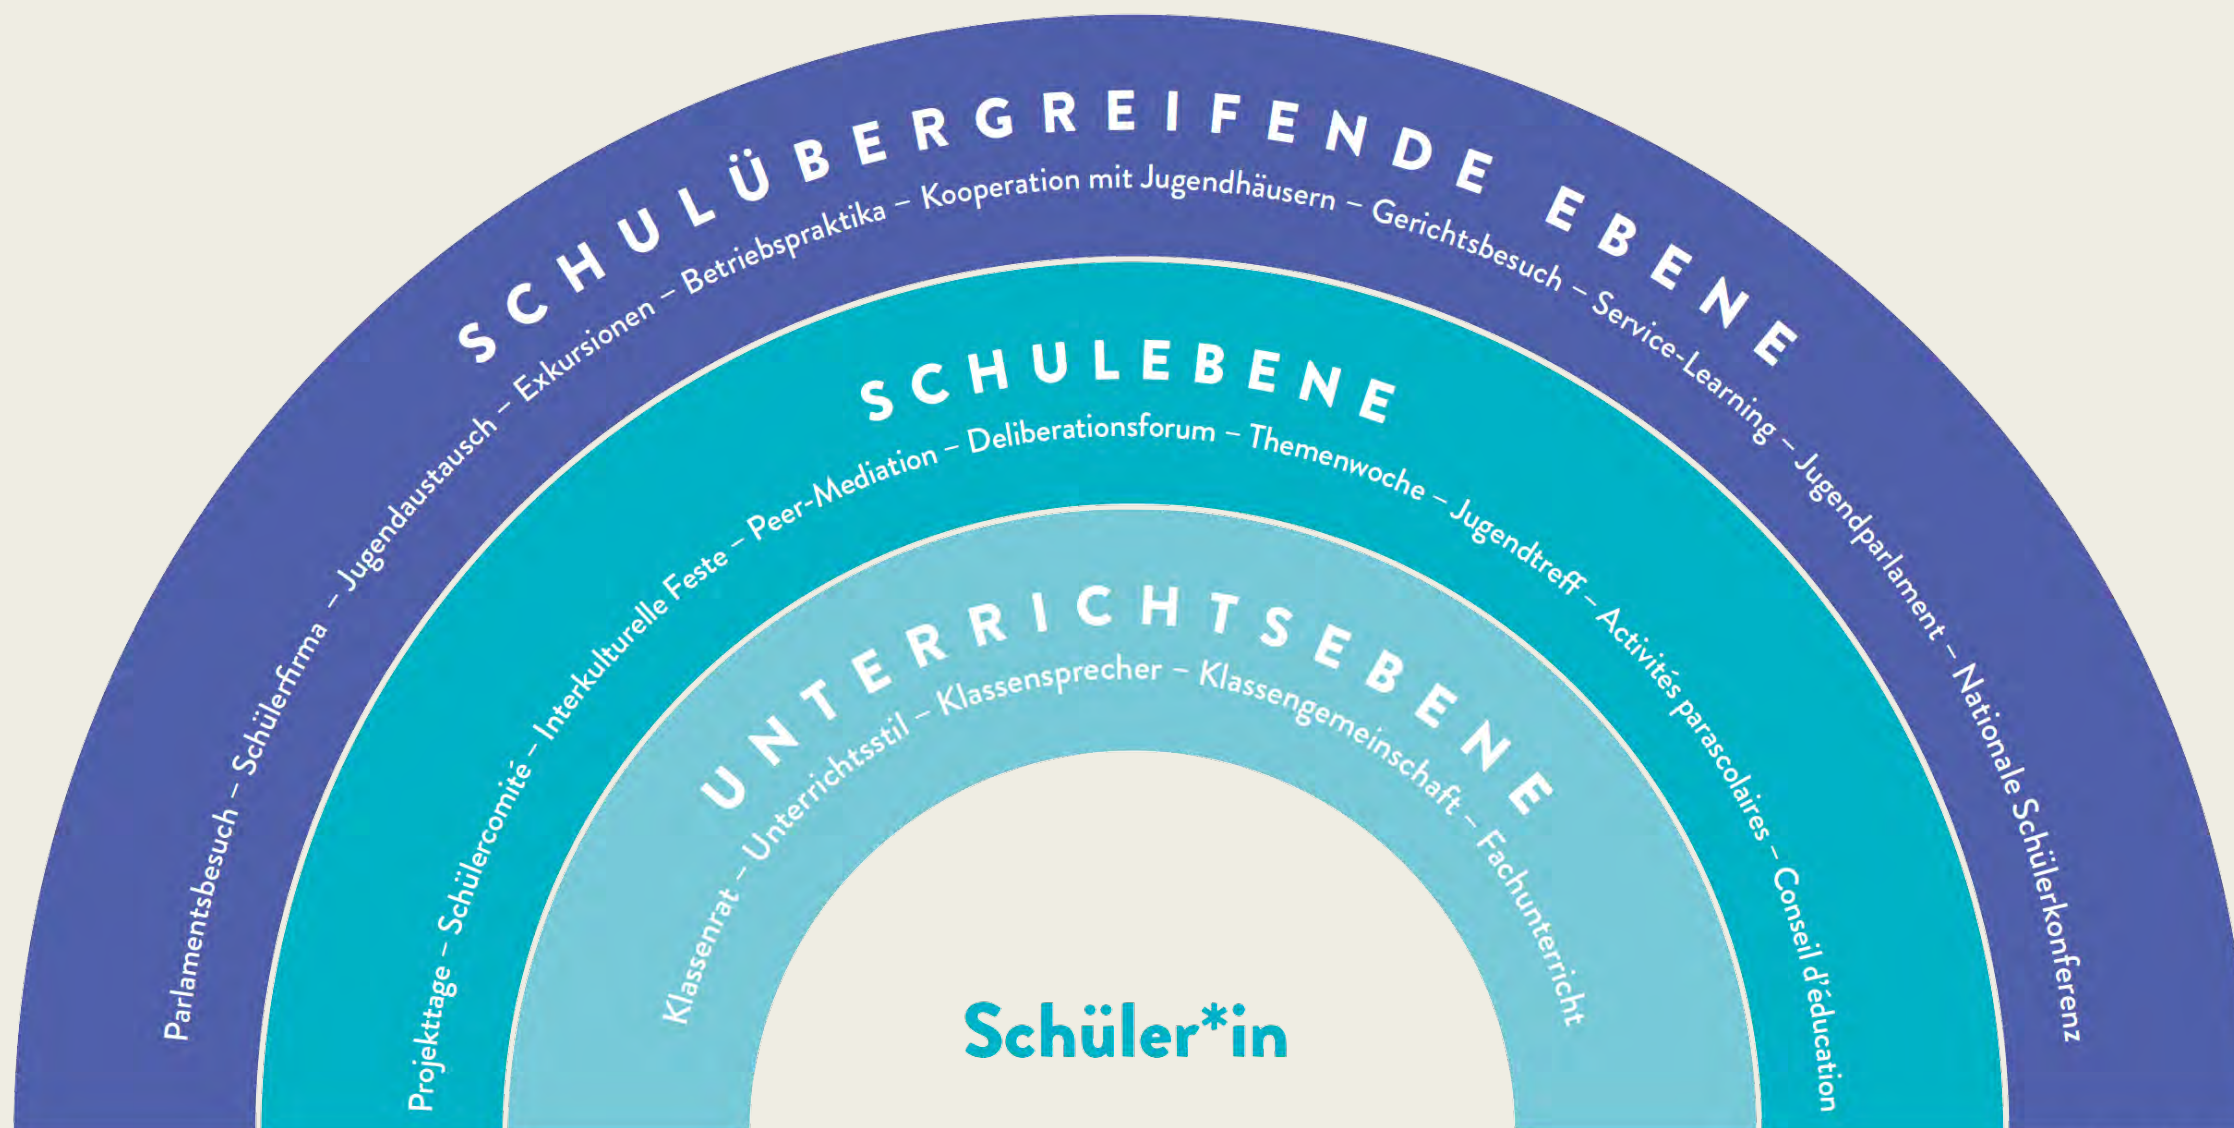 SCHULÜBERGREIFENDE EBENE
Parlamentsbesuch – Schülerfirma – Jugendaustausch – Exkursionen – Betriebspraktika – Kooperation mit Jugendhäusern – Gerichtsbesuch – Service-Learning – Jugendparlament – Nationale Schülerkonferenz
SCHULEBENE
Projekttage – Schülercomité – Interkulturelle Feste – Peer-Mediation – Deliberationsforum – Themenwoche – Jugendtreff – Activités parascolaires – Conseil d'éducation
UNTERRICHTSEBENE
Klassenrat – Unterrichtsstil – Klassensprecher – Klassengemeinschaft – Fachunterricht
Schüler*in